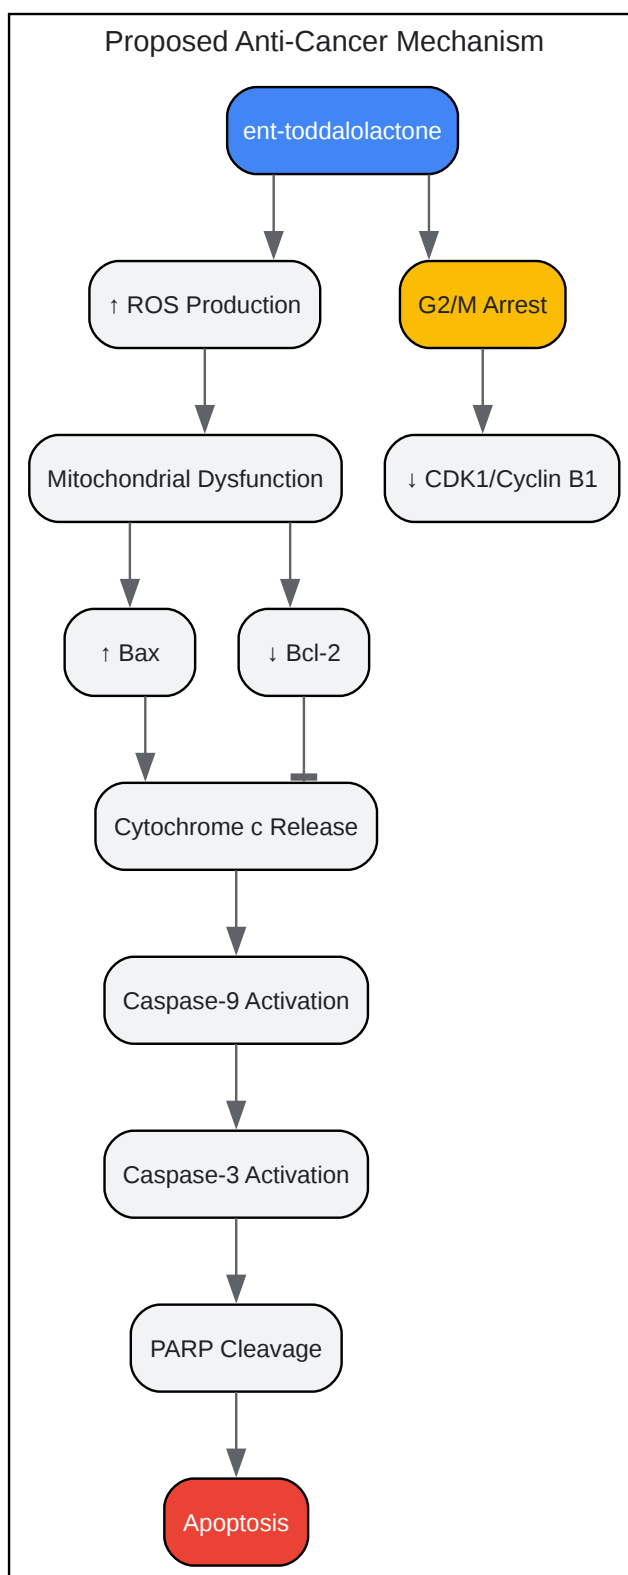 Proposed Anti-Cancer Mechanism
ent-toddalolactone
↑ ROS Production
G2/M Arrest
Mitochondrial Dysfunction
↓ CDK1/Cyclin B1
↑ Bax
↓ Bcl-2
Cytochrome c Release
Caspase-9 Activation
Caspase-3 Activation
PARP Cleavage
Apoptosis